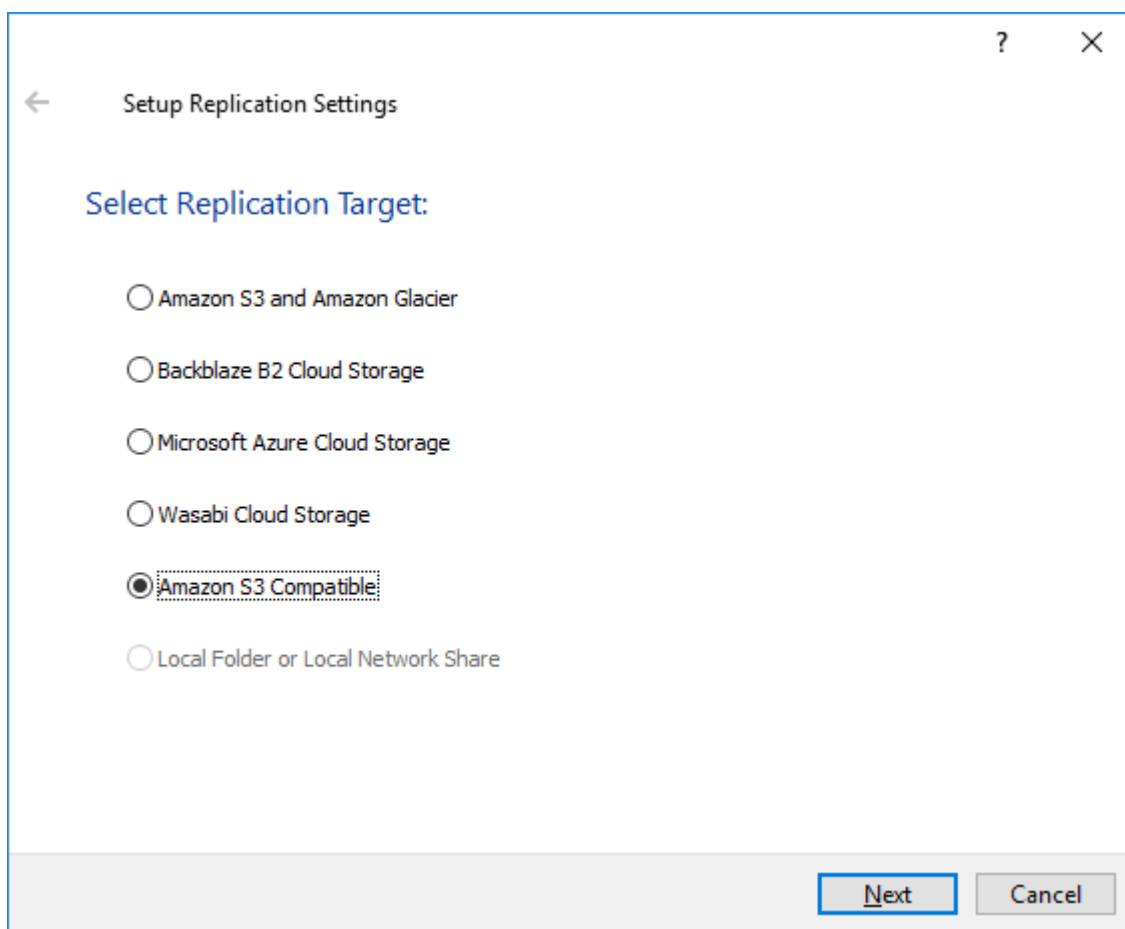 ?
Setup Replication Settings
Select Replication Target:
Amazon S3 and Amazon Glacier
Backblaze B2 Cloud Storage
Microsoft Azure Cloud Storage
Wasabi Cloud Storage
Amazon S3 Compatible
Local Folder or Local Network Share
Next
Cancel